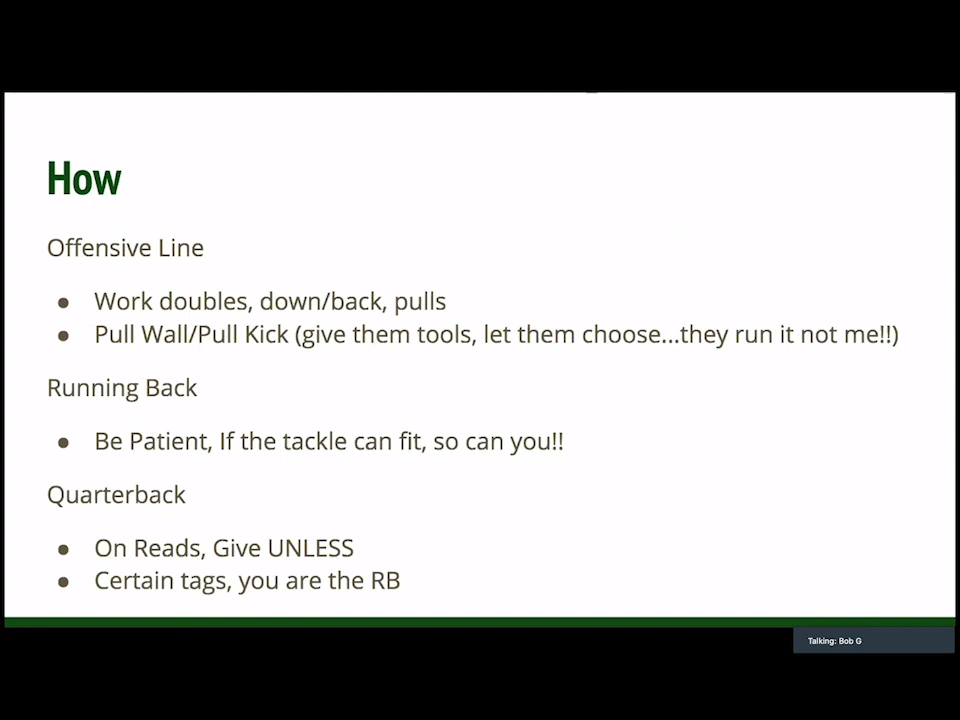 How
Offensive Line
● Work doubles, down/back, pulls
● Pull Wall/Pull Kick (give them tools, let them choose...they run it not me!!)
Running Back
● Be Patient, If the tackle can fit, so can you!!
Quarterback
● On Reads, Give UNLESS
● Certain tags, you are the RB
Talking: Bob G